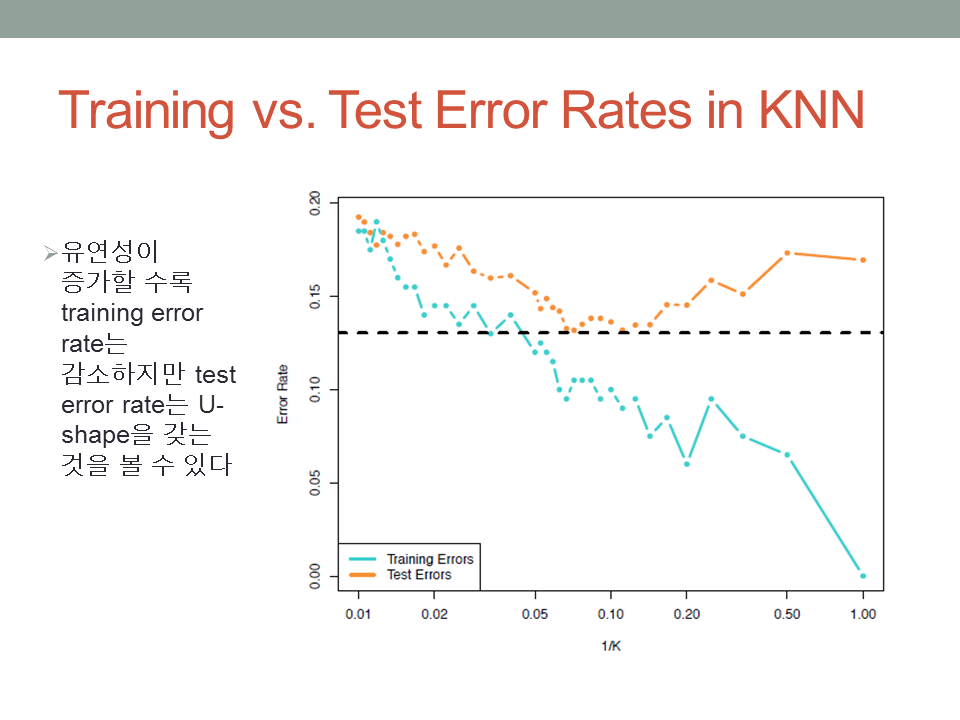 Training vs. Test Error Rates in KNN
➢유연성이
증가할 수록
training error
rate는
감소하지만 test
error rate는 U-
shape을 갖는
것을 볼 수 있다
Error Rate
0.20
0.15
0.10
0.05
0.00
Training Errors
Test Errors
0.01 0.02 0.05 0.10 0.20 0.50 1.00
1/K